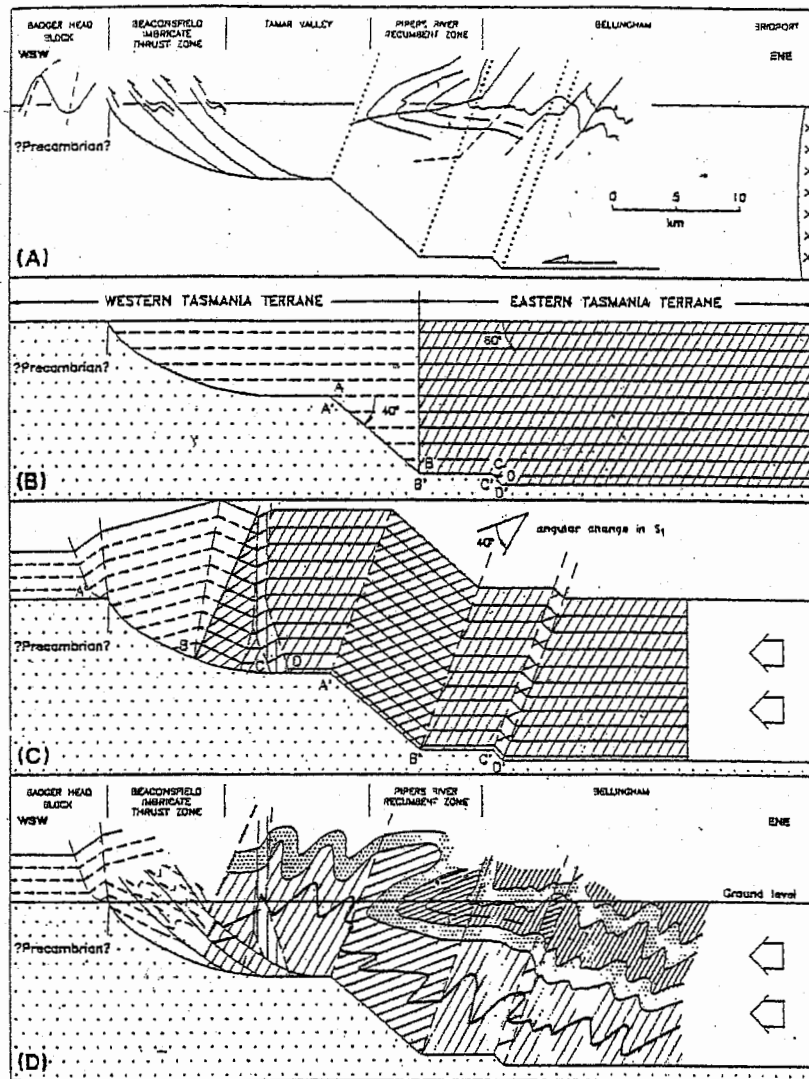 BADGER HEAD
BLOCK
BEACONSFIELD
IMBRICATE
THRUST ZONE
TAMAR VALLEY
PIPERS RIVER
RECUMBENT ZONE
BELLINGHAM
BRIDPORT
WSW
ENE
?Precambrian?
0 5 10
km
(A)
WESTERN TASMANIA TERRANE
EASTERN TASMANIA TERRANE
60°
?Precambrian?
A
A'
40°
B
B'
C
C'
D
D'
(B)
40°
angular change in S1
A
?Precambrian?
B
C
D
A'
B'
C'
D'
(C)
BADGER HEAD
BLOCK
BEACONSFIELD
IMBRICATE
THRUST ZONE
PIPERS RIVER
RECUMBENT ZONE
BELLINGHAM
WSW
ENE
Ground level
?Precambrian?
(D)